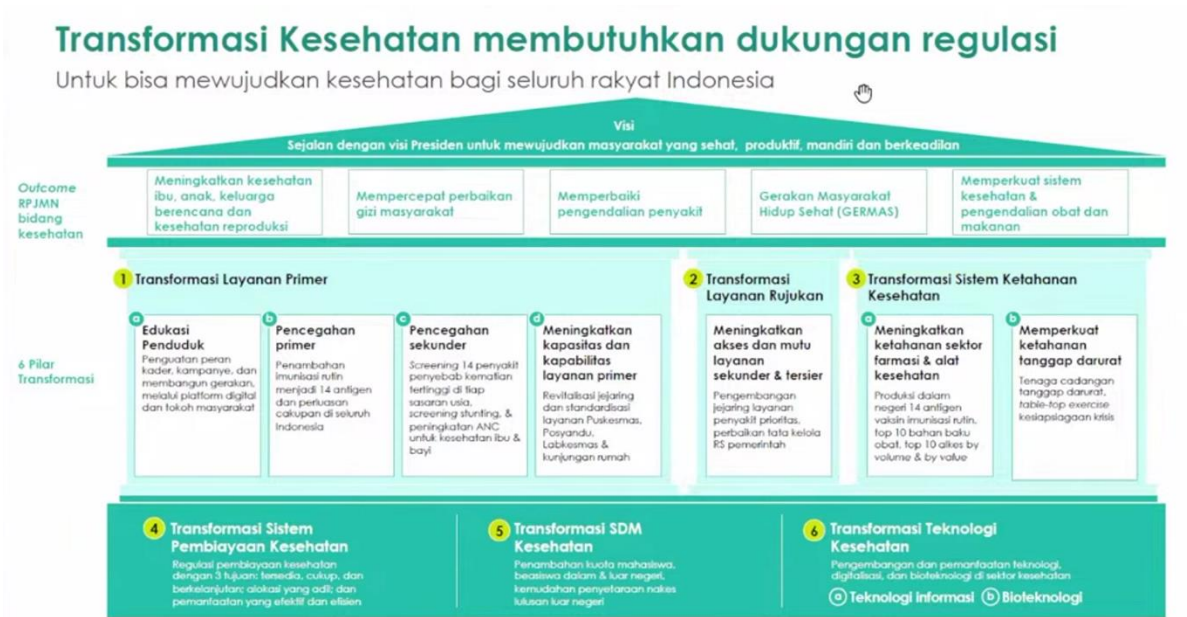 Transformasi Kesehatan membutuhkan dukungan regulasi
Untuk bisa mewujudkan kesehatan bagi seluruh rakyat Indonesia
Visi
Sejalan dengan visi Presiden untuk mewujudkan masyarakat yang sehat, produktif, mandiri dan berkeadilan
Outcome
RPJMN
bidang
kesehatan
Meningkatkan kesehatan
ibu, anak, keluarga
berencana dan
kesehatan reproduksi
Mempercepat perbaikan
gizi masyarakat
Memperbaiki
pengendalian penyakit
Gerakan Masyarakat
Hidup Sehat (GERMAS)
Memperkuat sistem
kesehatan &
pengendalian obat dan
makanan
6 Pilar
Transformasi
1 Transformasi Layanan Primer
a
Edukasi
Penduduk
Penguatan peran
kader, kampanye, dan
membangun gerakan,
melalui platform digital
dan tokoh masyarakat
b
Pencegahan
primer
Penambahan
imunisasi rutin
menjadi 14 antigen
dan perluasan
cakupan di seluruh
Indonesia
c
Pencegahan
sekunder
Screening 14 penyakit
penyebab kematian
tertinggi di tiap
sasaran usia,
screening stunting, &
peningkatan ANC
untuk kesehatan ibu &
bayi
d
Meningkatkan
kapasitas dan
kapabilitas
layanan primer
Revitalisasi jejaring
dan standardisasi
layanan Puskesmas,
Posyandu,
Labkesmas &
kunjungan rumah
2 Transformasi
Layanan Rujukan
Meningkatkan
akses dan mutu
layanan
sekunder & tersier
Pengembangan
jejaring layanan
penyakit prioritas,
perbaikan tata kelola
RS pemerintah
3 Transformasi Sistem Ketahanan
Kesehatan
a
Meningkatkan
ketahanan sektor
farmasi & alat
kesehatan
Produksi dalam
negeri 14 antigen
vaksin imunisasi rutin,
top 10 bahan baku
obat, top 10 alkes by
volume & by value
b
Memperkuat
ketahanan
tanggap darurat
Tenaga cadangan
tanggap darurat,
table-top exercise
kesiapsiagaan krisis
4 Transformasi Sistem
Pembiayaan Kesehatan
Regulasi pembiayaan kesehatan
dengan 3 tujuan: tersedia, cukup, dan
berkelanjutan; alokasi yang adil; dan
pemanfaatan yang efektif dan efisien
5 Transformasi SDM
Kesehatan
Penambahan kuota mahasiswa,
beasiswa dalam & luar negeri,
kemudahan penyetaraan nakes
lulusan luar negeri
6 Transformasi Teknologi
Kesehatan
Pengembangan dan pemanfaatan teknologi,
digitalisasi, dan bioteknologi di sektor kesehatan
a Teknologi informasi b Bioteknologi